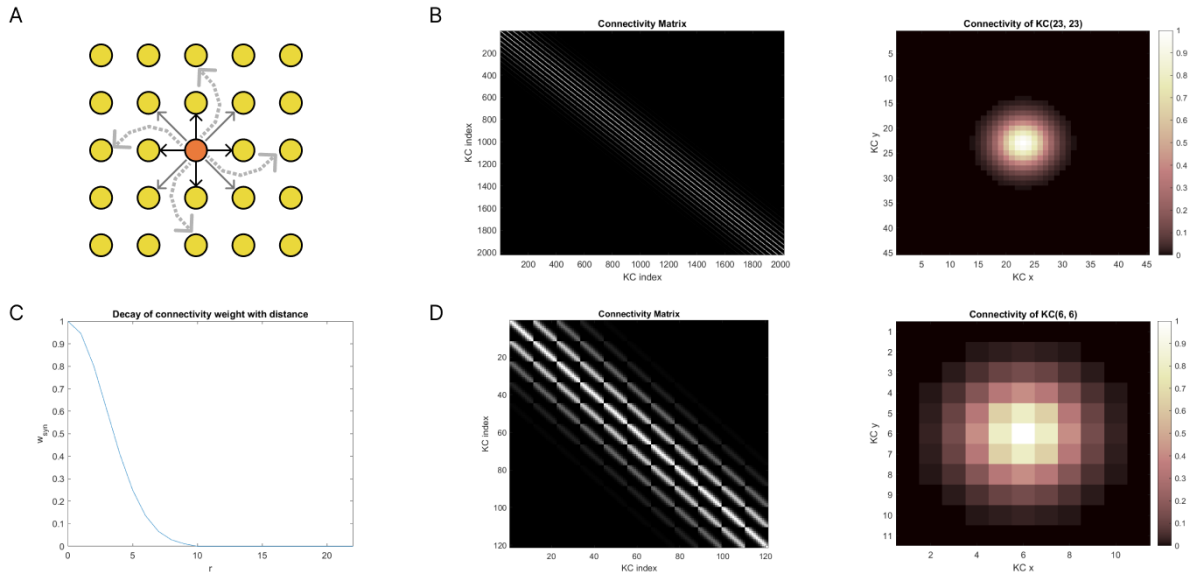 A
B
Connectivity Matrix
KC index
200
400
600
800
1000
1200
1400
1600
1800
2000
200 400 600 800 1000 1200 1400 1600 1800 2000
KC index
Connectivity of KC(23, 23)
KC y
5
10
15
20
25
30
35
40
45
5 10 15 20 25 30 35 40 45
KC x
1
0.9
0.8
0.7
0.6
0.5
0.4
0.3
0.2
0.1
0
C
Decay of connectivity weight with distance
w_syn
1
0.9
0.8
0.7
0.6
0.5
0.4
0.3
0.2
0.1
0
0 5 10 15 20
r
D
Connectivity Matrix
KC index
20
40
60
80
100
120
20 40 60 80 100 120
KC index
Connectivity of KC(6, 6)
KC y
1
2
3
4
5
6
7
8
9
10
11
2 4 6 8 10
KC x
1
0.9
0.8
0.7
0.6
0.5
0.4
0.3
0.2
0.1
0